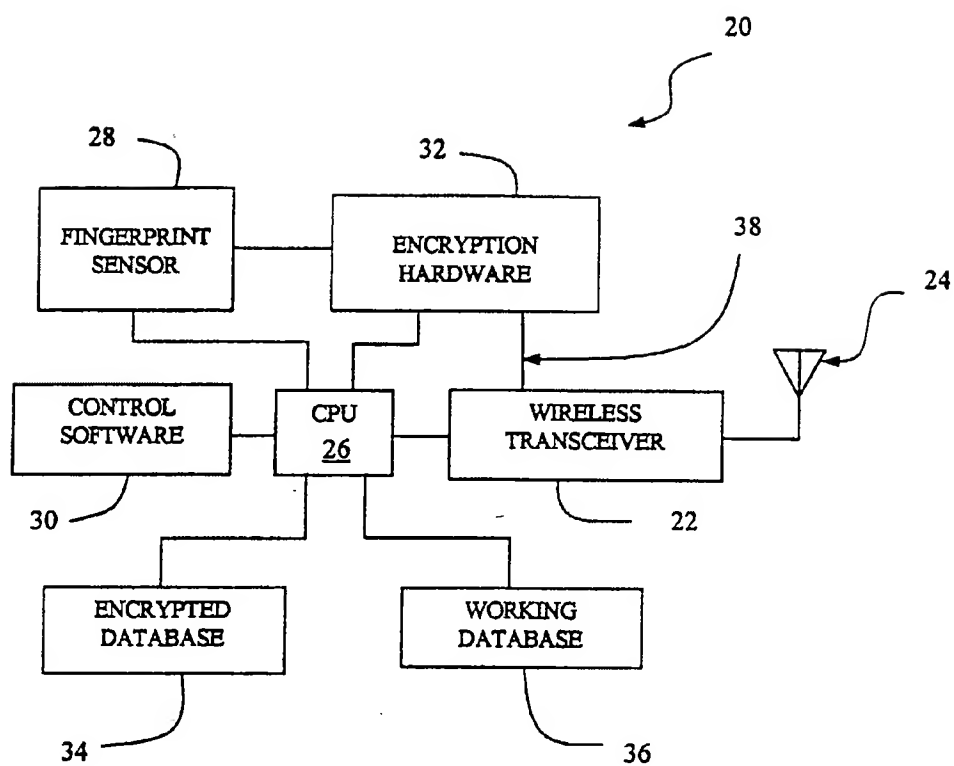 20
28
32
FINGERPRINT
SENSOR
ENCRYPTION
HARDWARE
38
24
CONTROL
SOFTWARE
CPU
26
WIRELESS
TRANSCEIVER
30
22
ENCRYPTED
DATABASE
WORKING
DATABASE
34
36